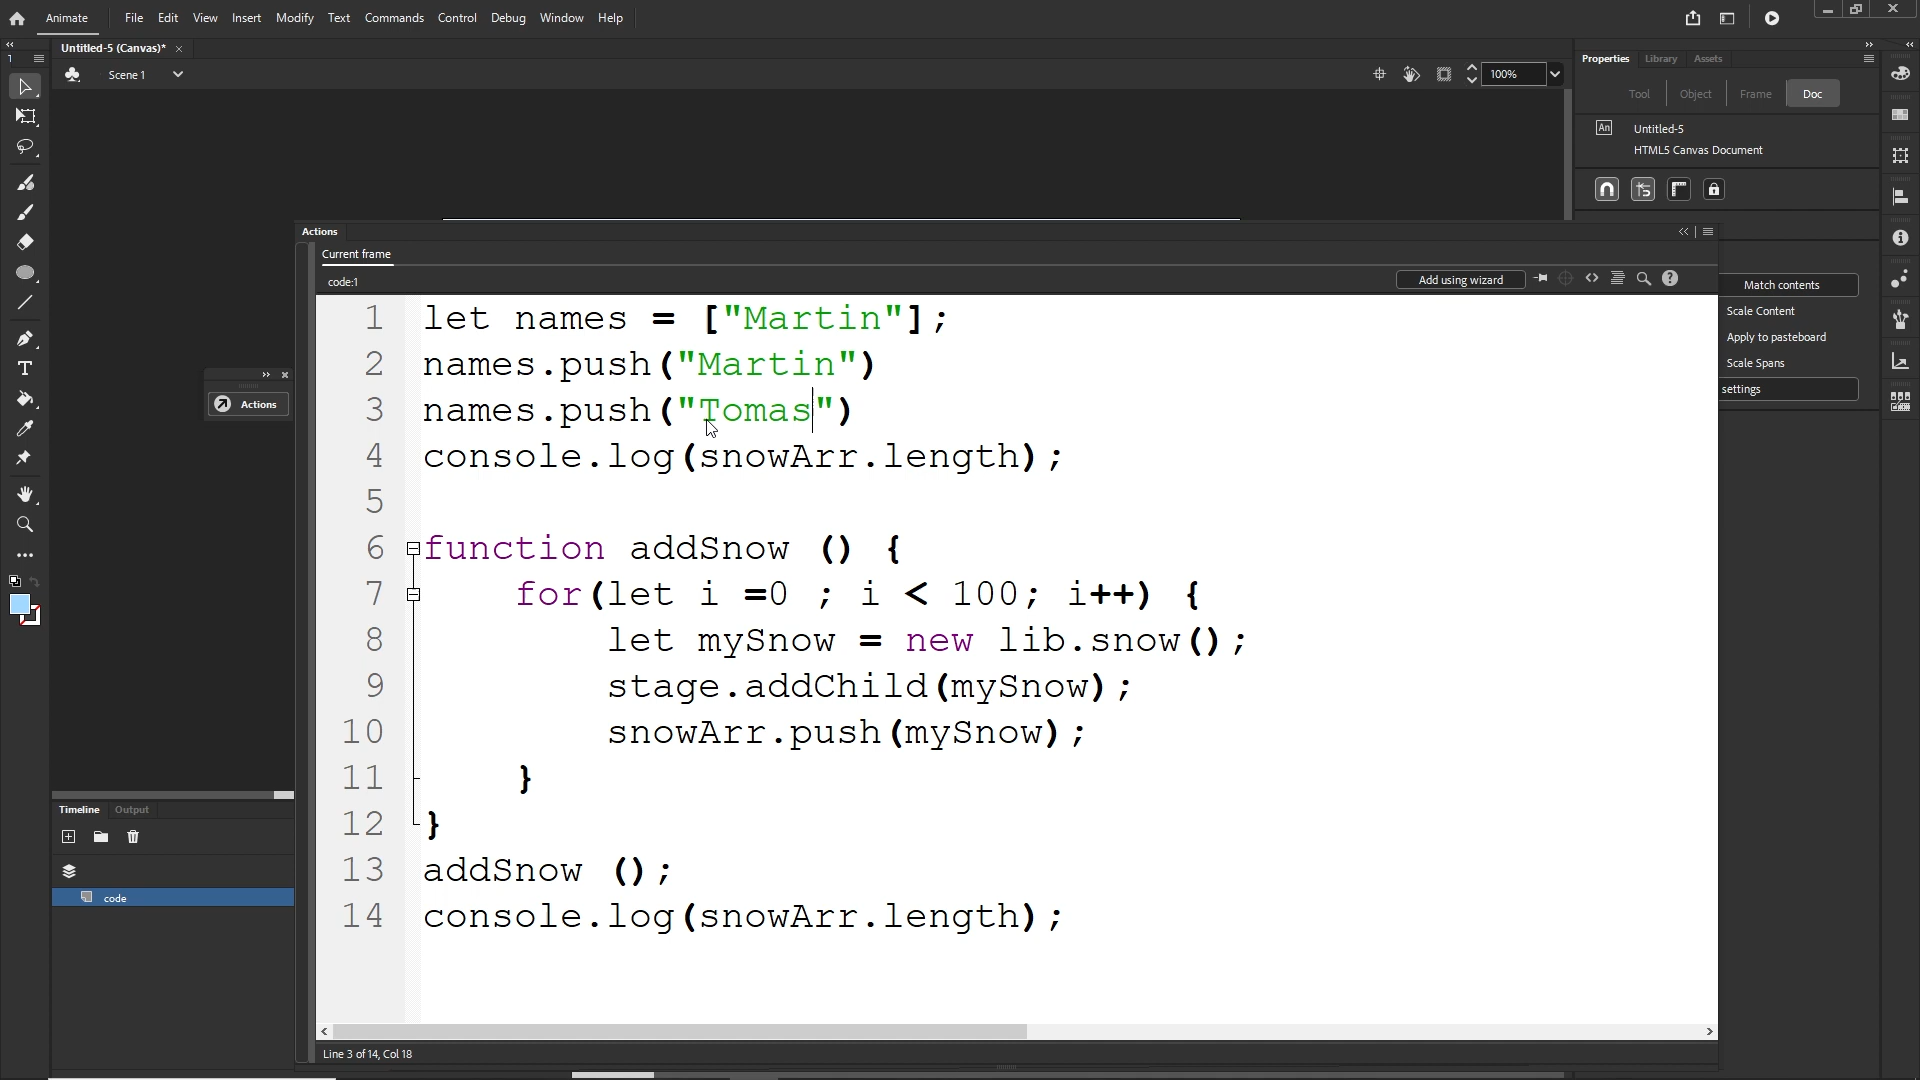 Animate File Edit View Insert Modify Text Commands Control Debug Window Help
Untitled-5 (Canvas)*
Scene 1
100%
Properties Library Assets
Tool Object Frame Doc
An Untitled-5
HTML5 Canvas Document
Actions
Current frame
code:1
Add using wizard
Match contents
Scale Content
Apply to pasteboard
Scale Spans
settings
Actions
1 let names = ["Martin"];
2 names.push("Martin")
3 names.push("Tomas")
4 console.log(snowArr.length);
5
6 function addSnow () {
7 for(let i =0 ; i < 100; i++) {
8 let mySnow = new lib.snow();
9 stage.addChild(mySnow);
10 snowArr.push(mySnow);
11 }
12 }
13 addSnow ();
14 console.log(snowArr.length);
Timeline Output
code
Line 3 of 14, Col 18